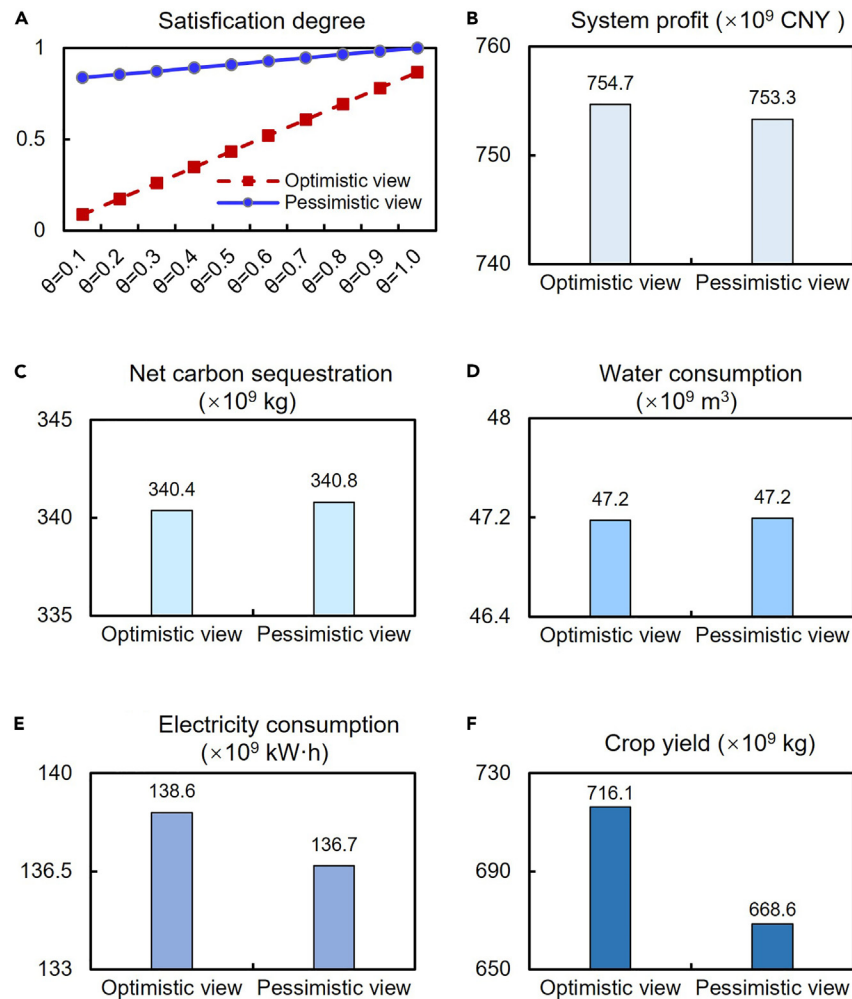 A
Satisfication degree
1
0.5
0
Optimistic view
Pessimistic view
θ=0.1
θ=0.2
θ=0.3
θ=0.4
θ=0.5
θ=0.6
θ=0.7
θ=0.8
θ=0.9
θ=1.0
B
System profit (×10⁹ CNY )
760
750
740
754.7
753.3
Optimistic view
Pessimistic view
C
Net carbon sequestration
(×10⁹ kg)
345
340
335
340.4
340.8
Optimistic view
Pessimistic view
D
Water consumption
(×10⁹ m³)
48
47.2
46.4
47.2
47.2
Optimistic view
Pessimistic view
E
Electricity consumption
(×10⁹ kW·h)
140
136.5
133
138.6
136.7
Optimistic view
Pessimistic view
F
Crop yield (×10⁹ kg)
730
690
650
716.1
668.6
Optimistic view
Pessimistic view